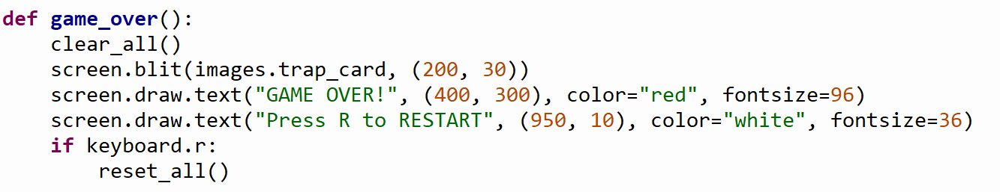 def game_over():
    clear_all()
    screen.blit(images.trap_card, (200, 30))
    screen.draw.text("GAME OVER!", (400, 300), color="red", fontsize=96)
    screen.draw.text("Press R to RESTART", (950, 10), color="white", fontsize=36)
    if keyboard.r:
        reset_all()